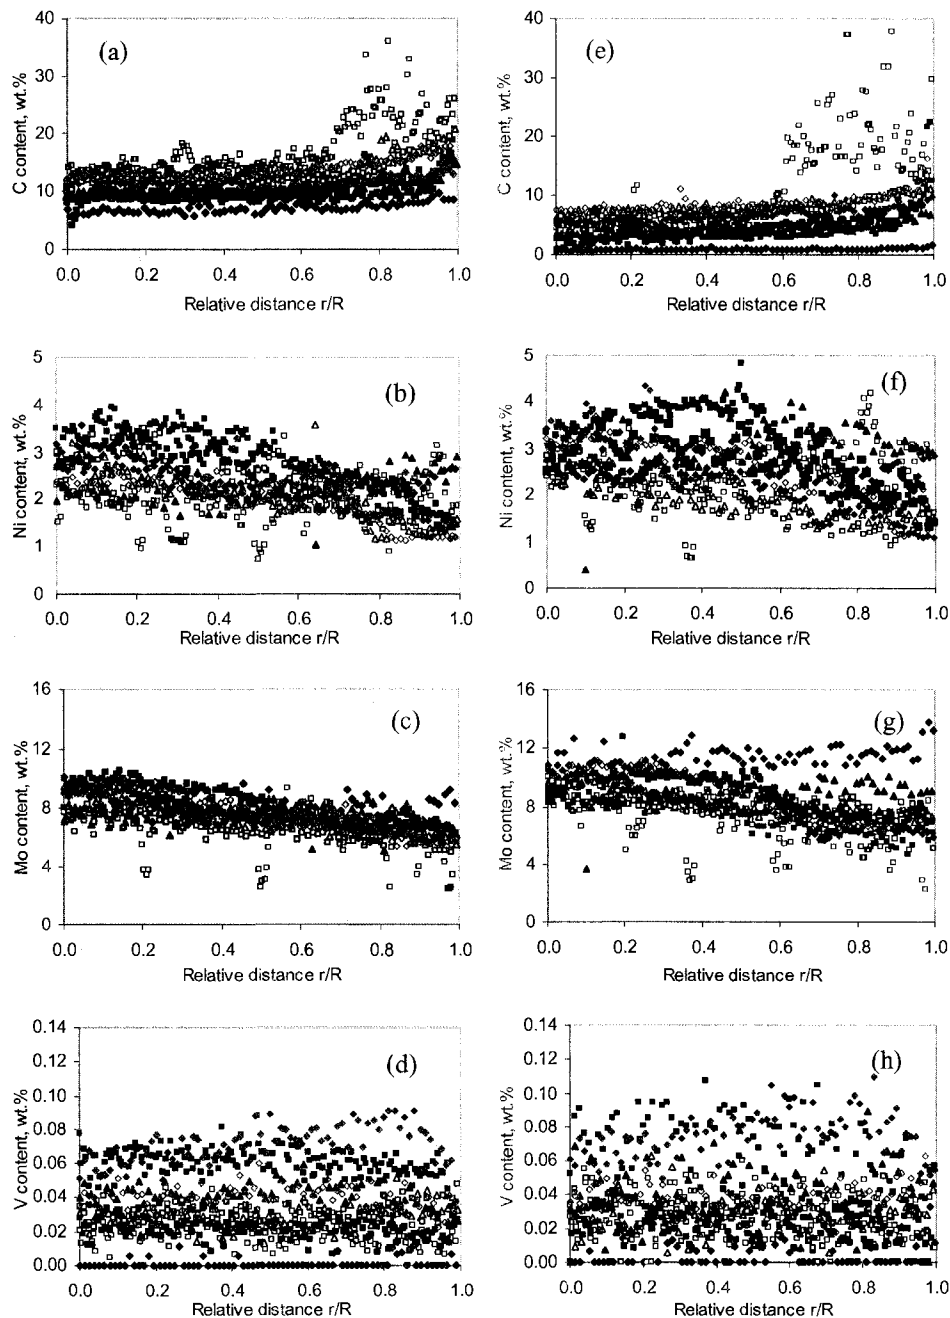 40
30
20
10
0
C content, wt.%
(a)
0.0 0.2 0.4 0.6 0.8 1.0
Relative distance r/R
40
30
20
10
0
C content, wt.%
(e)
0.0 0.2 0.4 0.6 0.8 1.0
Relative distance r/R
5
4
3
2
1
0
Ni content, wt.%
(b)
0.0 0.2 0.4 0.6 0.8 1.0
Relative distance r/R
5
4
3
2
1
0
Ni content, wt.%
(f)
0.0 0.2 0.4 0.6 0.8 1.0
Relative distance r/R
16
12
8
4
0
Mo content, wt.%
(c)
0.0 0.2 0.4 0.6 0.8 1.0
Relative distance r/R
16
12
8
4
0
Mo content, wt.%
(g)
0.0 0.2 0.4 0.6 0.8 1.0
Relative distance r/R
0.14
0.12
0.10
0.08
0.06
0.04
0.02
0.00
V content, wt.%
(d)
0.0 0.2 0.4 0.6 0.8 1.0
Relative distance r/R
0.14
0.12
0.10
0.08
0.06
0.04
0.02
0.00
V content, wt.%
(h)
0.0 0.2 0.4 0.6 0.8 1.0
Relative distance r/R